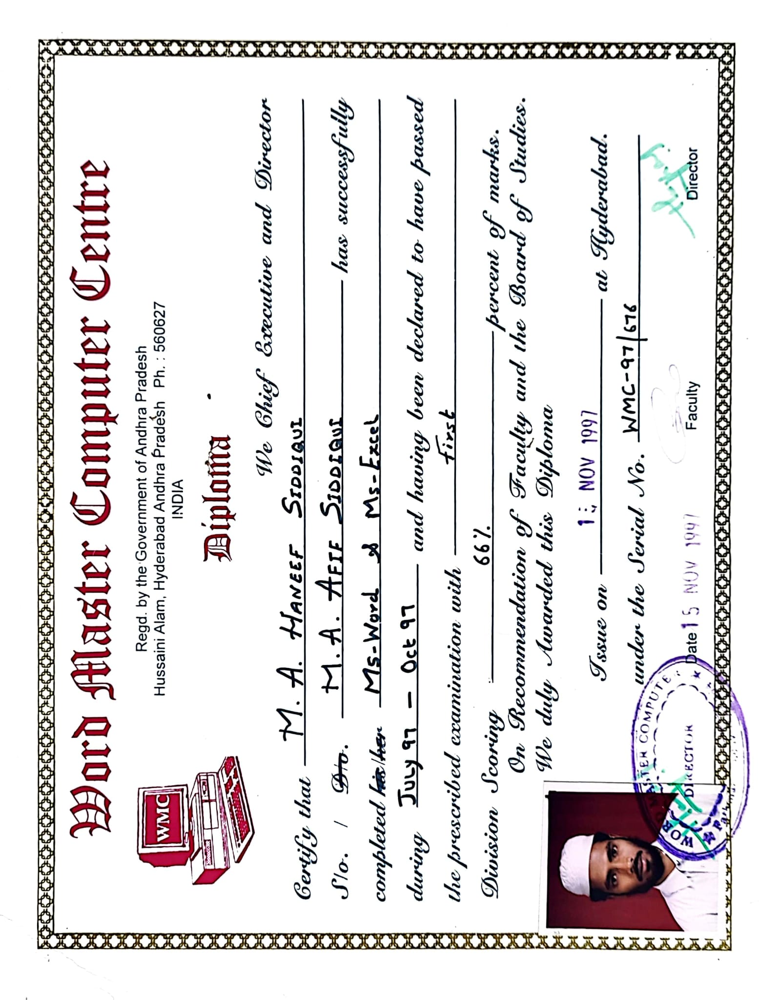 Word Master Computer Centre
Regd. by the Government of Andhra Pradesh
Hussaini Alam, Hyderabad Andhra Pradesh Ph. : 560627
INDIA
WMC
Diploma
We Chief Executive and Director
Certify that M. A. HANEEF SIDDIQUI
S/o. / D/o. M. A. AFIF SIDDIQUI has successfully
completed his/her Ms-Word & Ms-Excel
during July 97 - Oct 97 and having been declared to have passed
the prescribed examination with First
Division Scoring 66% percent of marks.
On Recommendation of Faculty and the Board of Studies.
We duly Awarded this Diploma
Issue on NOV 1997 at Hyderabad.
under the Serial No. WMC-97/676
Date 15 NOV 1997 Faculty Director
WORD MASTER COMPUTE
DIRECTOR